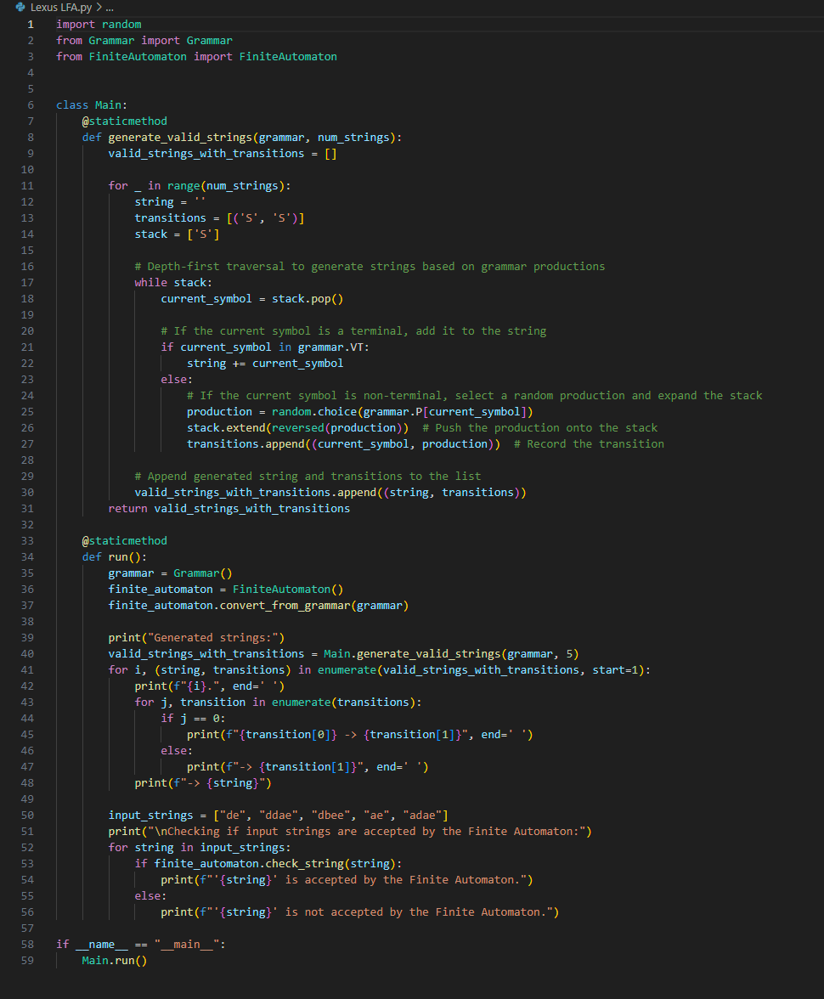 Lexus LFA.py > ...
1 import random
2 from Grammar import Grammar
3 from FiniteAutomaton import FiniteAutomaton
4
5
6 class Main:
7     @staticmethod
8     def generate_valid_strings(grammar, num_strings):
9         valid_strings_with_transitions = []
10
11         for _ in range(num_strings):
12             string = ''
13             transitions = [('S', 'S')]
14             stack = ['S']
15
16             # Depth-first traversal to generate strings based on grammar productions
17             while stack:
18                 current_symbol = stack.pop()
19
20                 # If the current symbol is a terminal, add it to the string
21                 if current_symbol in grammar.VT:
22                     string += current_symbol
23                 else:
24                     # If the current symbol is non-terminal, select a random production and expand the stack
25                     production = random.choice(grammar.P[current_symbol])
26                     stack.extend(reversed(production))  # Push the production onto the stack
27                     transitions.append((current_symbol, production))  # Record the transition
28
29             # Append generated string and transitions to the list
30             valid_strings_with_transitions.append((string, transitions))
31         return valid_strings_with_transitions
32
33     @staticmethod
34     def run():
35         grammar = Grammar()
36         finite_automaton = FiniteAutomaton()
37         finite_automaton.convert_from_grammar(grammar)
38
39         print("Generated strings:")
40         valid_strings_with_transitions = Main.generate_valid_strings(grammar, 5)
41         for i, (string, transitions) in enumerate(valid_strings_with_transitions, start=1):
42             print(f"{i}.", end=' ')
43             for j, transition in enumerate(transitions):
44                 if j == 0:
45                     print(f"{transition[0]} -> {transition[1]}", end=' ')
46                 else:
47                     print(f"-> {transition[1]}", end=' ')
48             print(f"-> {string}")
49
50         input_strings = ["de", "ddae", "dbee", "ae", "adae"]
51         print("\nChecking if input strings are accepted by the Finite Automaton:")
52         for string in input_strings:
53             if finite_automaton.check_string(string):
54                 print(f"'{string}' is accepted by the Finite Automaton.")
55             else:
56                 print(f"'{string}' is not accepted by the Finite Automaton.")
57
58 if __name__ == "__main__":
59     Main.run()